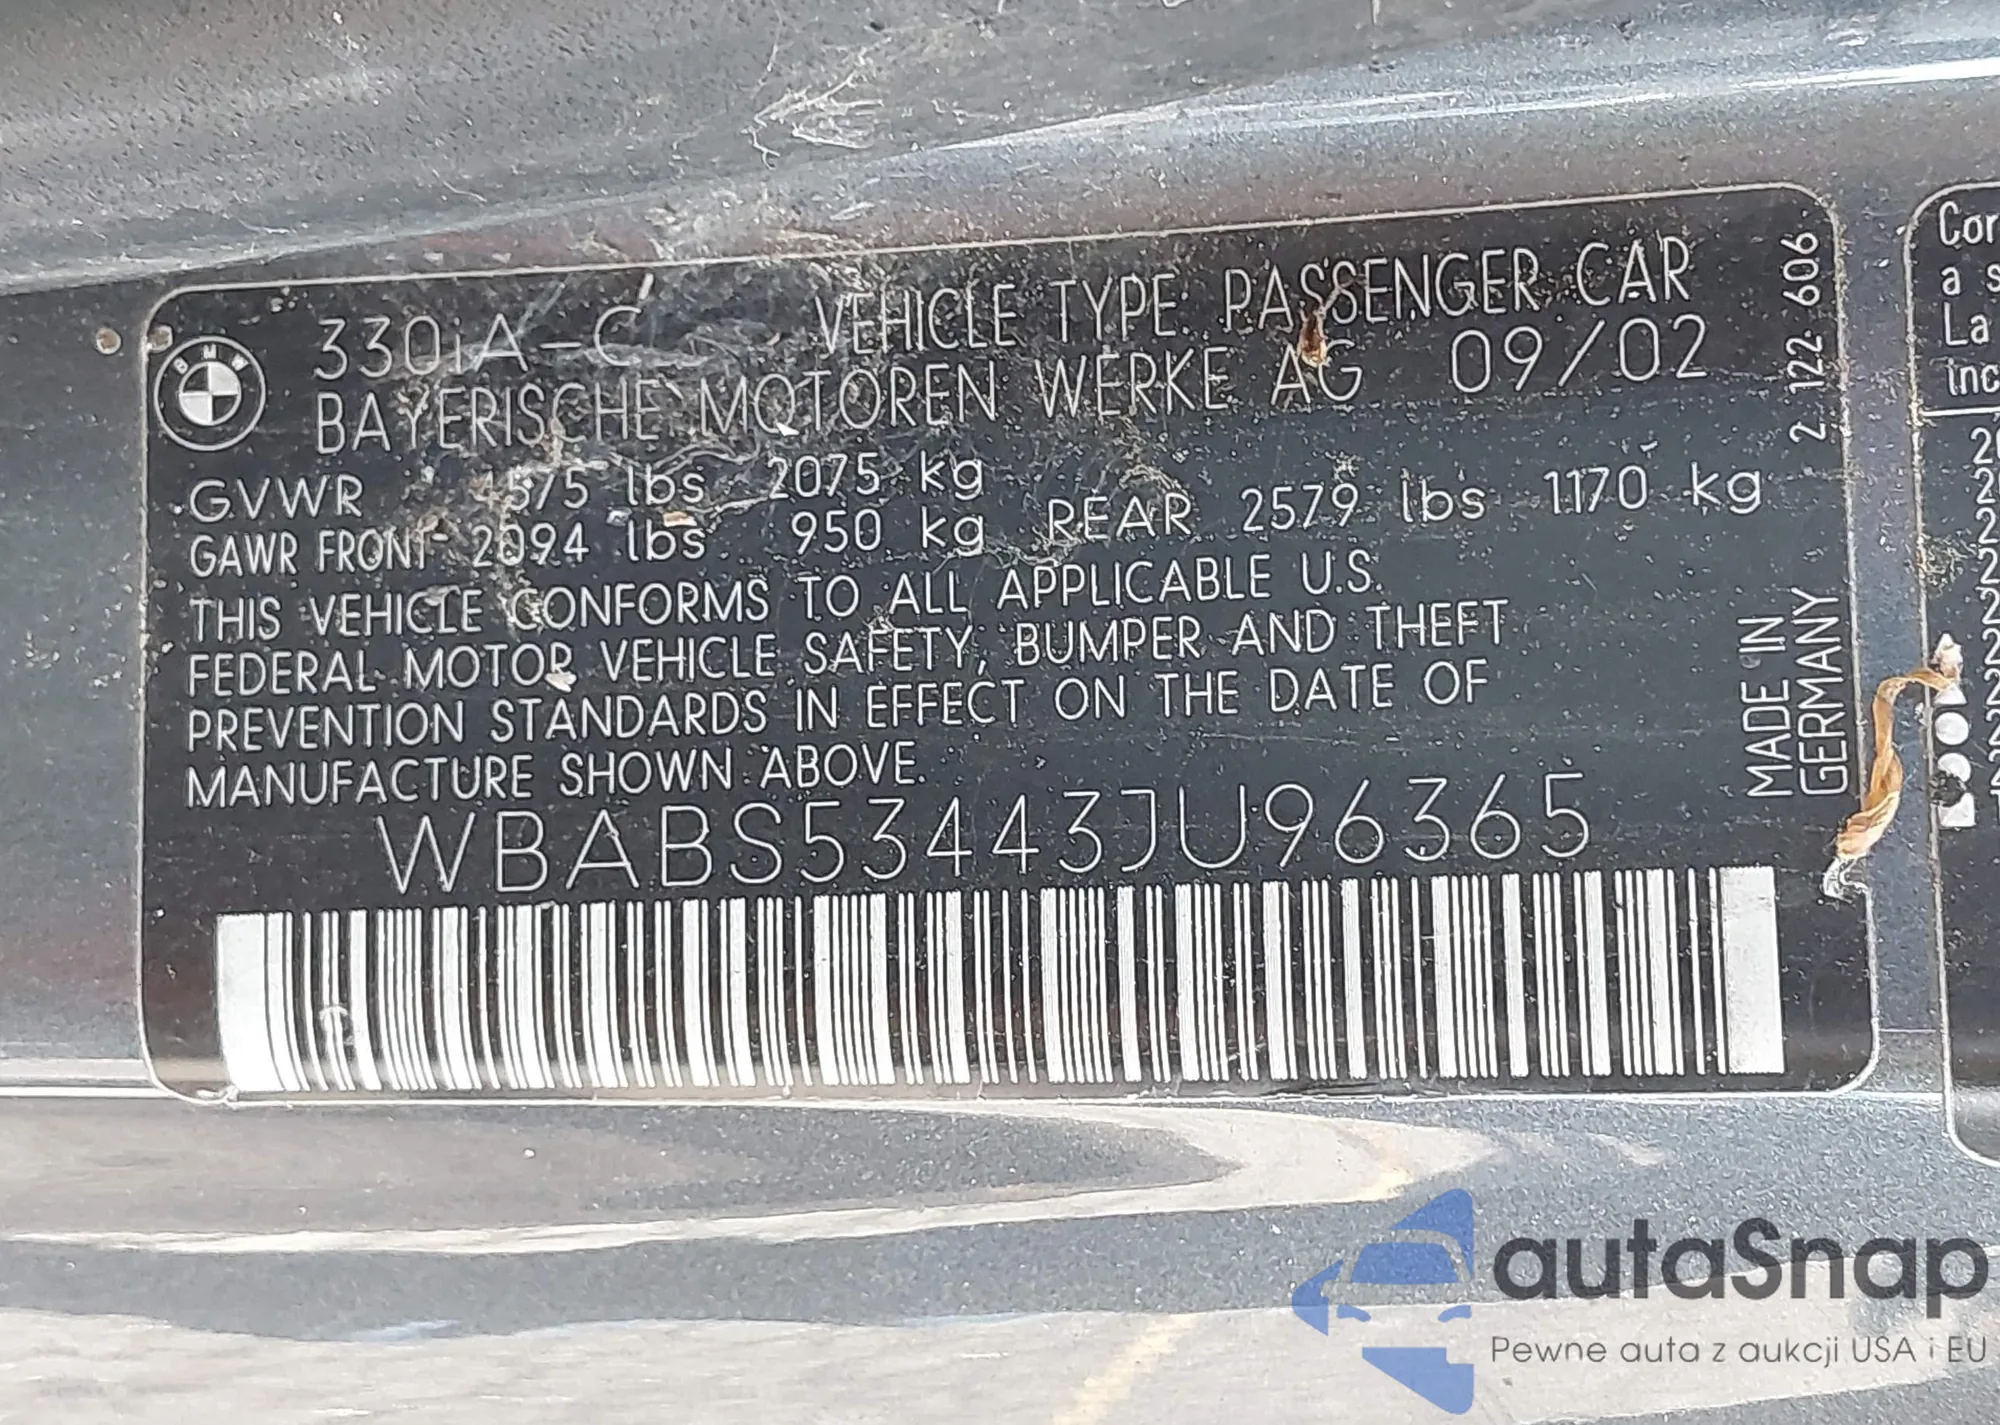 BMW
330iA-C VEHICLE TYPE PASSENGER CAR
BAYERISCHE MOTOREN WERKE AG 09/02
GVWR 4575 lbs 2075 kg
GAWR FRONT 2094 lbs 950 kg REAR 2579 lbs 1170 kg
THIS VEHICLE CONFORMS TO ALL APPLICABLE U.S.
FEDERAL MOTOR VEHICLE SAFETY, BUMPER AND THEFT
PREVENTION STANDARDS IN EFFECT ON THE DATE OF
MANUFACTURE SHOWN ABOVE.
WBABS53443JU96365
2 122 606
MADE IN
GERMANY
a
La
autaSnap
Pewne auta z aukcji USA i EU